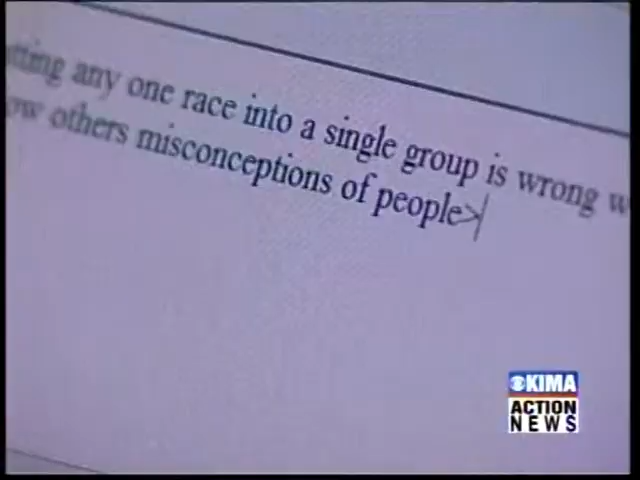 any one race into a single group is wrong
others misconceptions of people>
KIMA
ACTION
NEWS